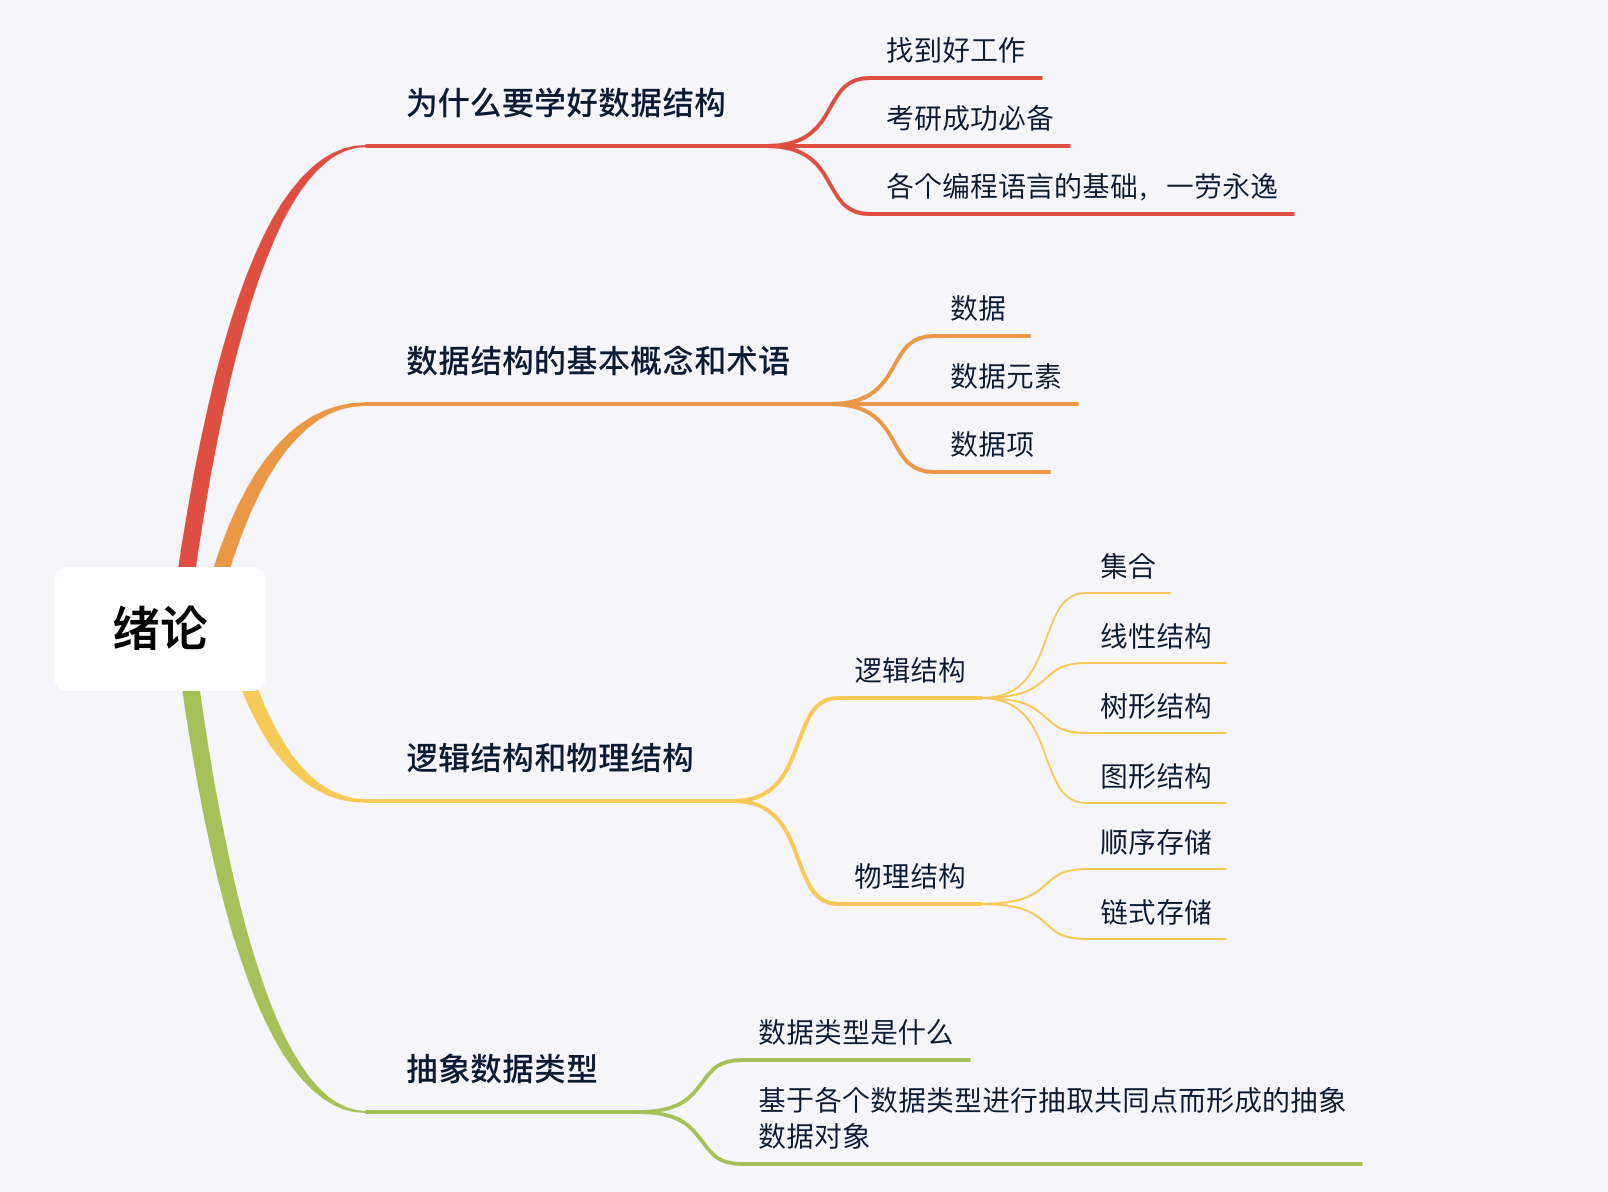 为什么要学好数据结构
找到好工作
考研成功必备
各个编程语言的基础，一劳永逸
数据结构的基本概念和术语
数据
数据元素
数据项
绪论
逻辑结构和物理结构
逻辑结构
集合
线性结构
树形结构
图形结构
物理结构
顺序存储
链式存储
抽象数据类型
数据类型是什么
基于各个数据类型进行抽取共同点而形成的抽象
数据对象